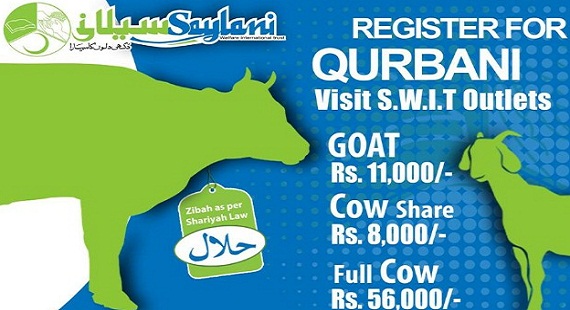 سیلانی Saylani
Welfare international trust
REGISTER FOR
QURBANI
Visit S.W.I.T Outlets
GOAT
Rs. 11,000/-
Cow Share
Rs. 8,000/-
Full Cow
Rs. 56,000/-
Zibah as per
Shariyah Law
حلال